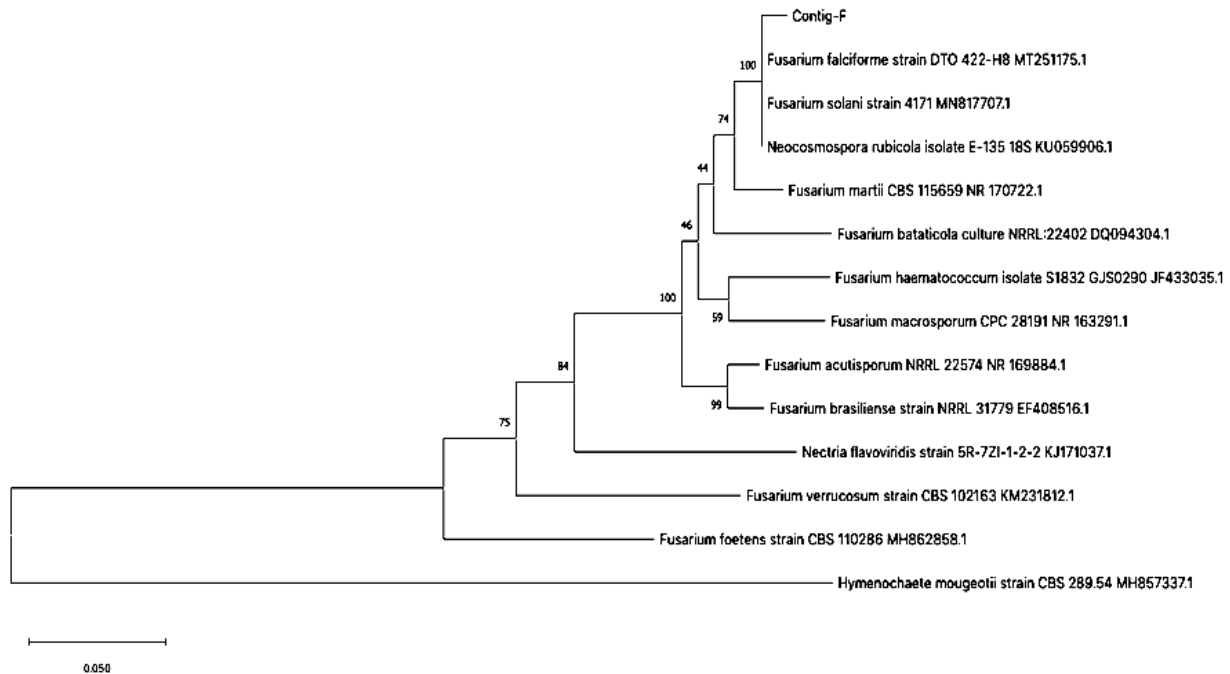 Contig-F
100
Fusarium falciforme strain DTO 422-H8 MT251175.1
Fusarium solani strain 4171 MN817707.1
74
Neocosmospora rubicola isolate E-135 18S KU059906.1
44
Fusarium martii CBS 115659 NR 170722.1
46
Fusarium bataticola culture NRRL:22402 DQ094304.1
Fusarium haematococcum isolate S1832 GJS0290 JF433035.1
100
59
Fusarium macrosporum CPC 28191 NR 163291.1
84
Fusarium acutisporum NRRL 22574 NR 169884.1
99
Fusarium brasiliense strain NRRL 31779 EF408516.1
75
Nectria flavoviridis strain 5R-7ZI-1-2-2 KJ171037.1
Fusarium verrucosum strain CBS 102163 KM231812.1
Fusarium foetens strain CBS 110286 MH862858.1
Hymenochaete mougeotii strain CBS 289.54 MH857337.1
0.050